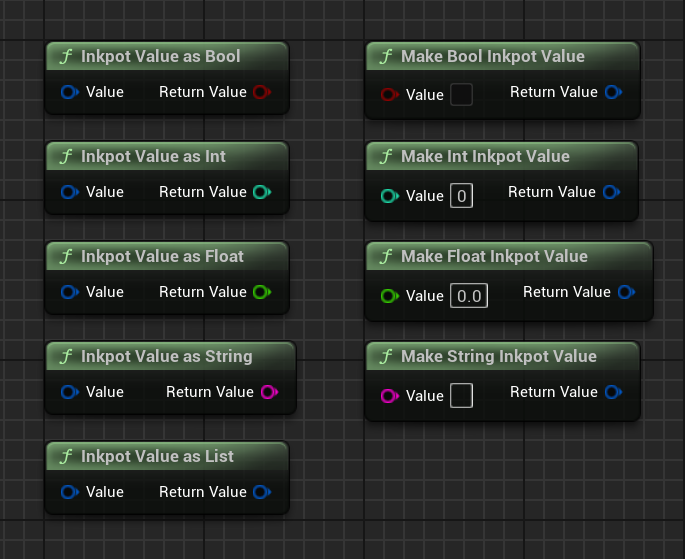 f Inkpot Value as Bool
Value Return Value
f Inkpot Value as Int
Value Return Value
f Inkpot Value as Float
Value Return Value
f Inkpot Value as String
Value Return Value
f Inkpot Value as List
Value Return Value
f Make Bool Inkpot Value
Value Return Value
f Make Int Inkpot Value
Value 0 Return Value
f Make Float Inkpot Value
Value 0.0 Return Value
f Make String Inkpot Value
Value Return Value